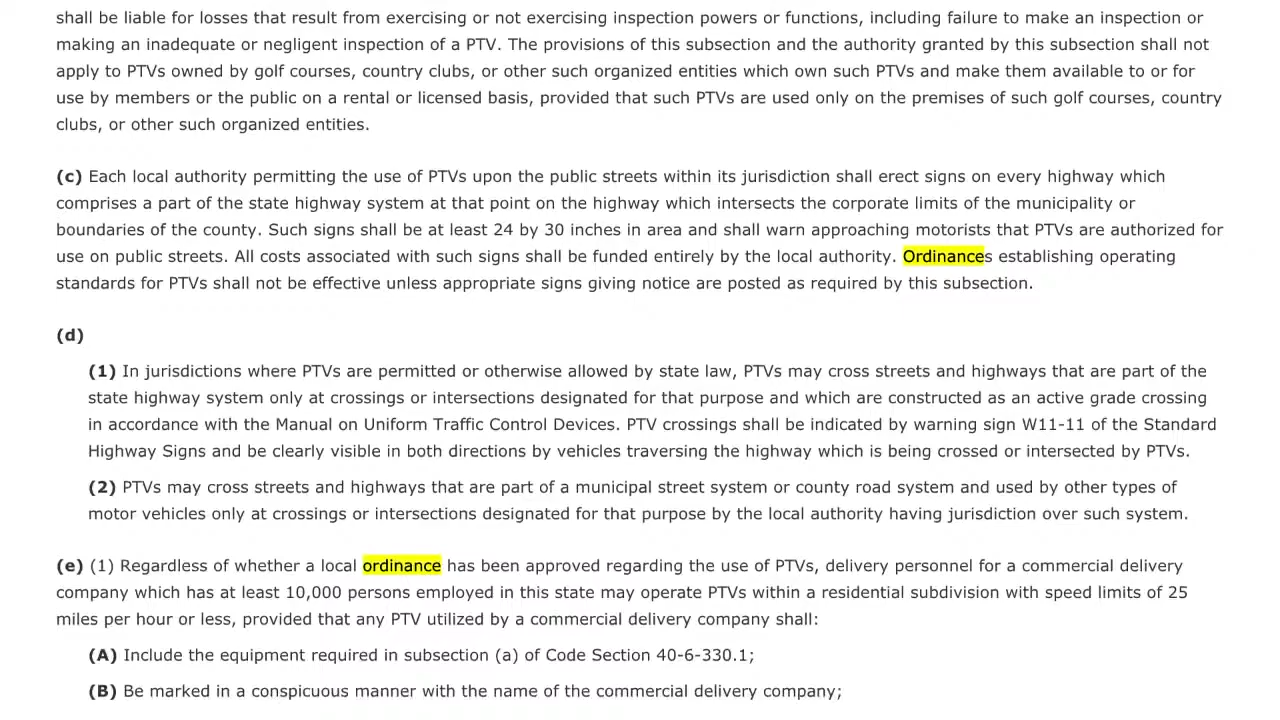 shall be liable for losses that result from exercising or not exercising inspection powers or functions, including failure to make an inspection or
making an inadequate or negligent inspection of a PTV. The provisions of this subsection and the authority granted by this subsection shall not
apply to PTVs owned by golf courses, country clubs, or other such organized entities which own such PTVs and make them available to or for
use by members or the public on a rental or licensed basis, provided that such PTVs are used only on the premises of such golf courses, country
clubs, or other such organized entities.
(c) Each local authority permitting the use of PTVs upon the public streets within its jurisdiction shall erect signs on every highway which
comprises a part of the state highway system at that point on the highway which intersects the corporate limits of the municipality or
boundaries of the county. Such signs shall be at least 24 by 30 inches in area and shall warn approaching motorists that PTVs are authorized for
use on public streets. All costs associated with such signs shall be funded entirely by the local authority. Ordinances establishing operating
standards for PTVs shall not be effective unless appropriate signs giving notice are posted as required by this subsection.
(d)
(1) In jurisdictions where PTVs are permitted or otherwise allowed by state law, PTVs may cross streets and highways that are part of the
state highway system only at crossings or intersections designated for that purpose and which are constructed as an active grade crossing
in accordance with the Manual on Uniform Traffic Control Devices. PTV crossings shall be indicated by warning sign W11-11 of the Standard
Highway Signs and be clearly visible in both directions by vehicles traversing the highway which is being crossed or intersected by PTVs.
(2) PTVs may cross streets and highways that are part of a municipal street system or county road system and used by other types of
motor vehicles only at crossings or intersections designated for that purpose by the local authority having jurisdiction over such system.
(e) (1) Regardless of whether a local ordinance has been approved regarding the use of PTVs, delivery personnel for a commercial delivery
company which has at least 10,000 persons employed in this state may operate PTVs within a residential subdivision with speed limits of 25
miles per hour or less, provided that any PTV utilized by a commercial delivery company shall:
(A) Include the equipment required in subsection (a) of Code Section 40-6-330.1;
(B) Be marked in a conspicuous manner with the name of the commercial delivery company;